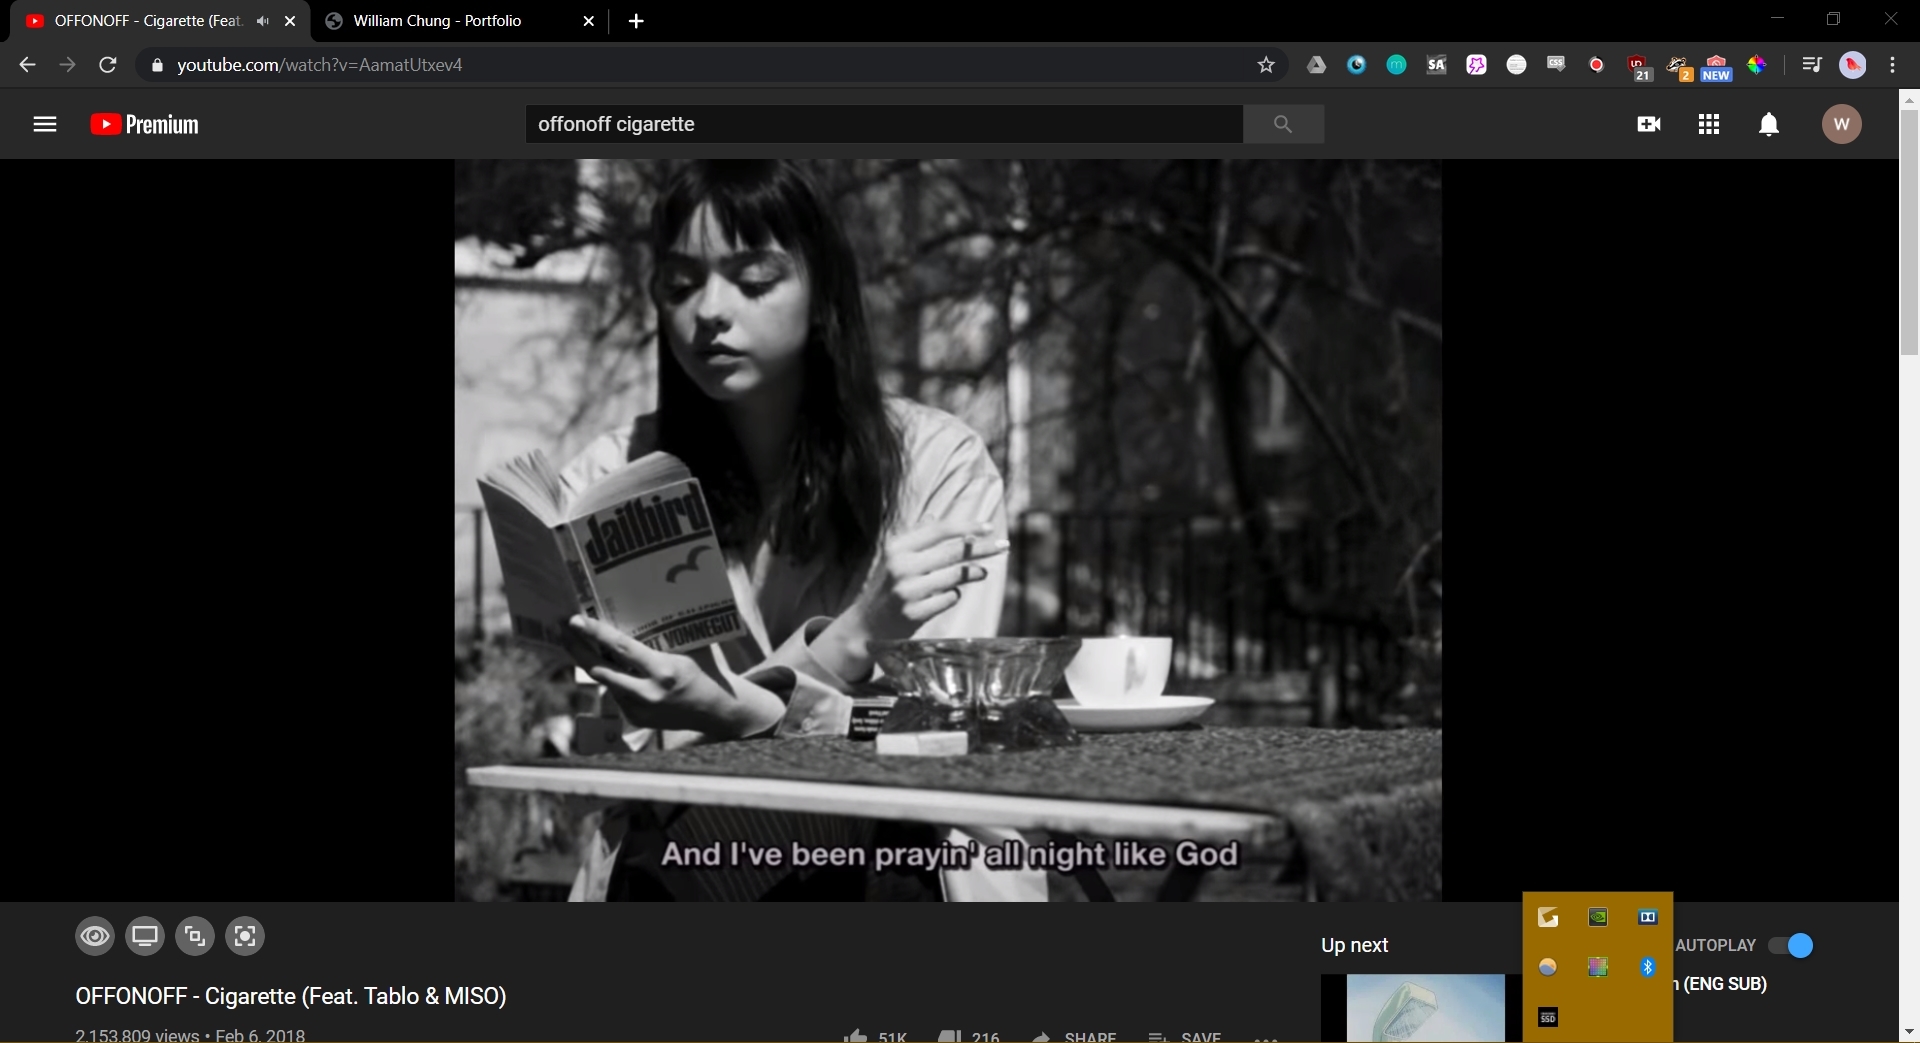 OFFONOFF - Cigarette (Feat.
William Chung - Portfolio
youtube.com/watch?v=AamatUtxev4
SA
CSS
21
2
NEW
Premium
offonoff cigarette
W
Jailbird
VONNEGUT
And I've been prayin' all night like God
Up next
AUTOPLAY
OFFONOFF - Cigarette (Feat. Tablo & MISO)
(ENG SUB)
SSD
2,153,809 views • Feb 6, 2018
51K
216
SHARE
SAVE